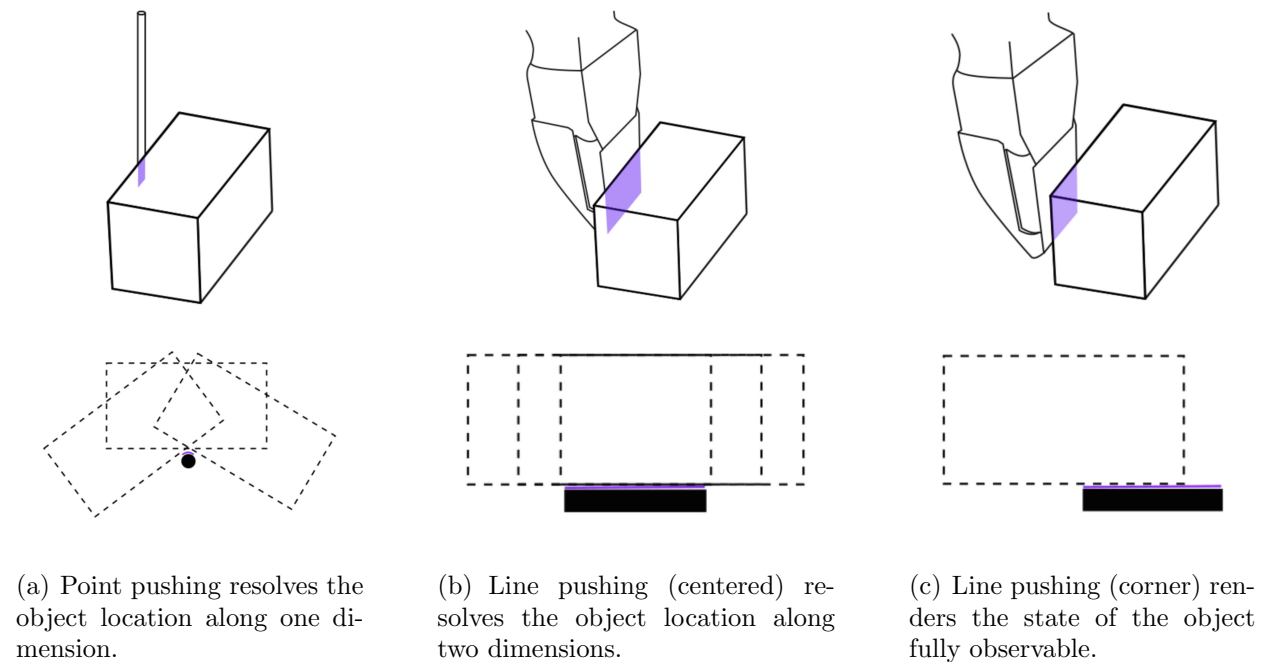 (a) Point pushing resolves the
object location along one di-
mension.
(b) Line pushing (centered) re-
solves the object location along
two dimensions.
(c) Line pushing (corner) ren-
ders the state of the object
fully observable.